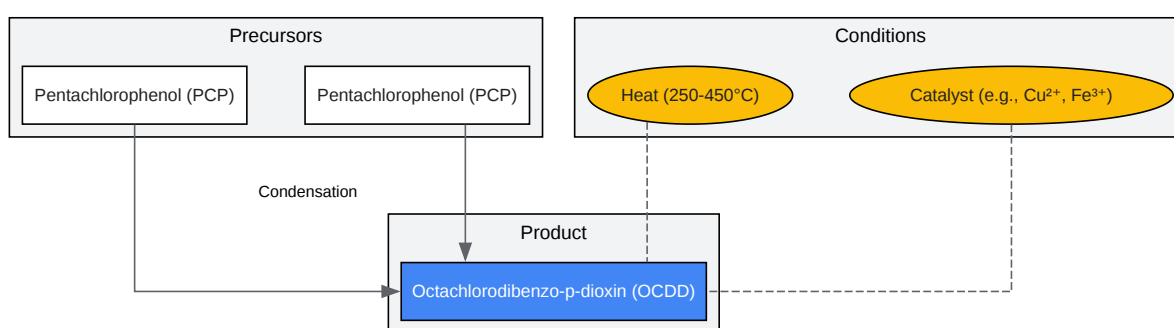 Precursors
Conditions
Pentachlorophenol (PCP)
Pentachlorophenol (PCP)
Heat (250-450°C)
Catalyst (e.g., Cu²⁺, Fe³⁺)
Condensation
Product
Octachlorodibenzo-p-dioxin (OCDD)